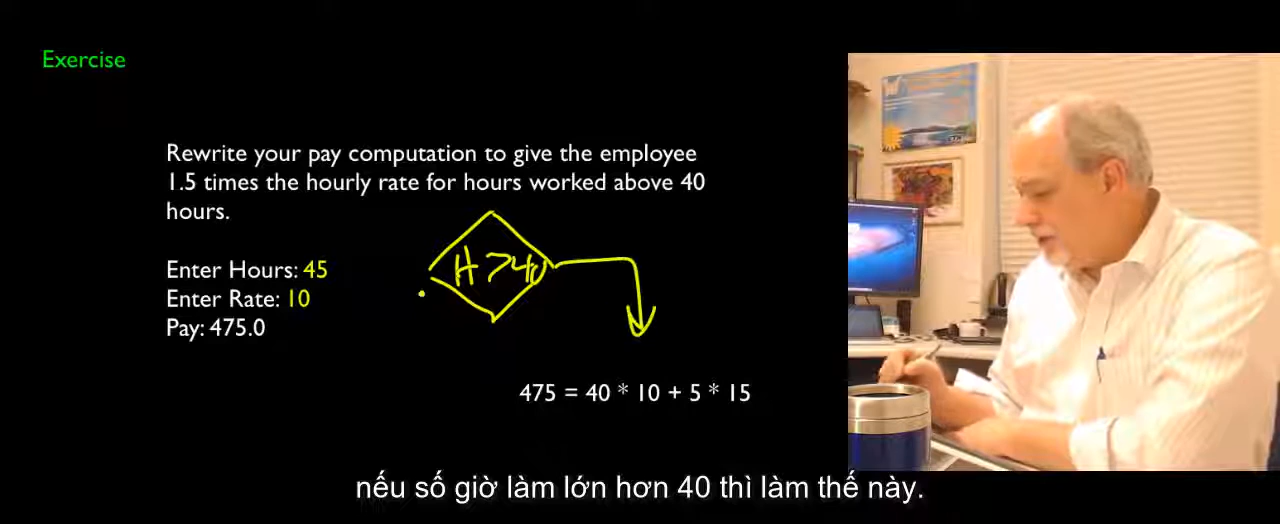 Exercise
Rewrite your pay computation to give the employee
1.5 times the hourly rate for hours worked above 40
hours.
Enter Hours: 45
Enter Rate: 10
Pay: 475.0
H >40
475 = 40 * 10 + 5 * 15
nếu số giờ làm lớn hơn 40 thì làm thế này.